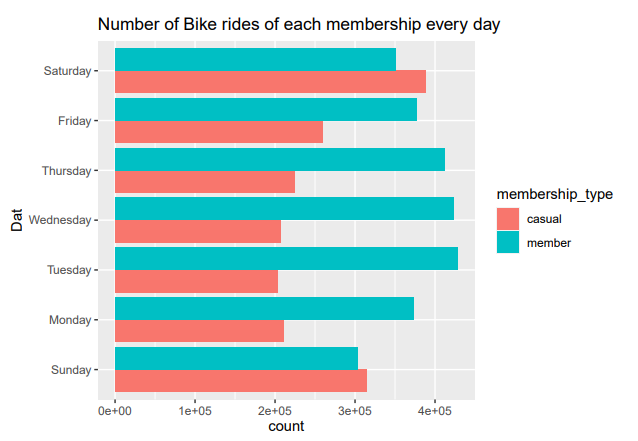 Number of Bike rides of each membership every day
Saturday
Friday
Thursday
Wednesday
Tuesday
Monday
Sunday
Dat
0e+00 1e+05 2e+05 3e+05 4e+05
count
membership_type
casual
member